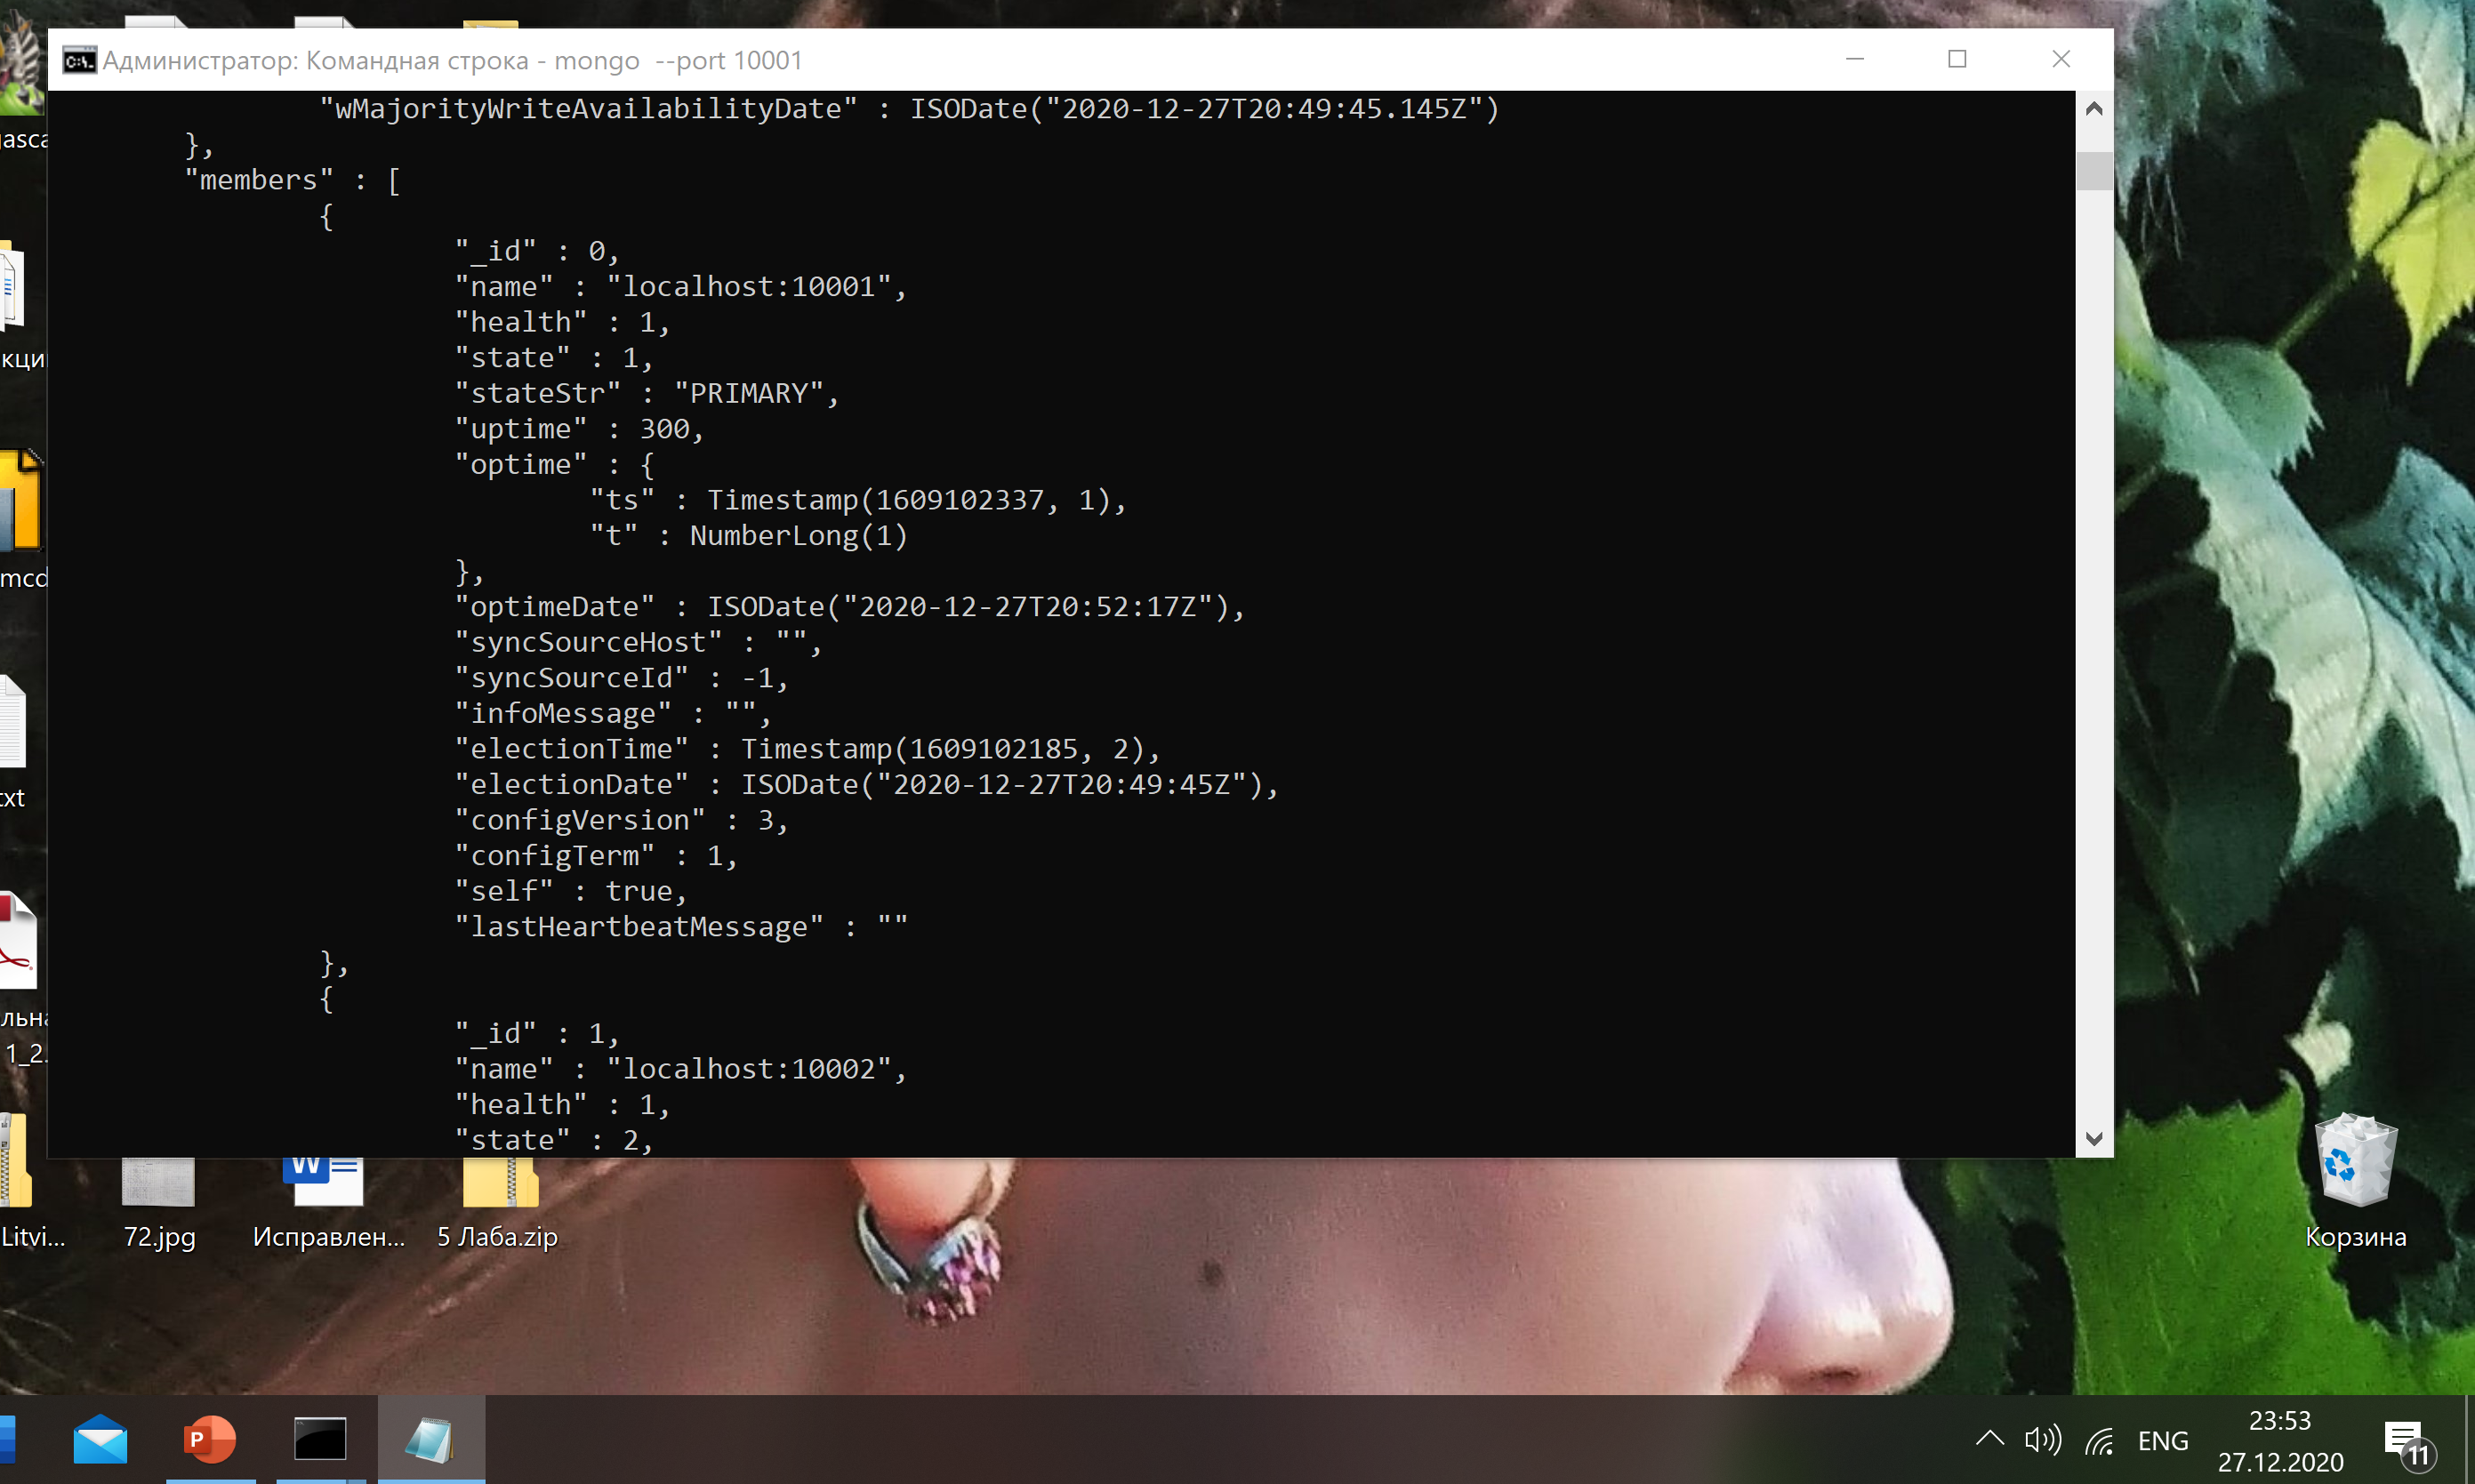 Администратор: Командная строка - mongo  --port 10001
"wMajorityWriteAvailabilityDate" : ISODate("2020-12-27T20:49:45.145Z")
},
"members" : [
{
"_id" : 0,
"name" : "localhost:10001",
"health" : 1,
"state" : 1,
"stateStr" : "PRIMARY",
"uptime" : 300,
"optime" : {
"ts" : Timestamp(1609102337, 1),
"t" : NumberLong(1)
},
"optimeDate" : ISODate("2020-12-27T20:52:17Z"),
"syncSourceHost" : "",
"syncSourceId" : -1,
"infoMessage" : "",
"electionTime" : Timestamp(1609102185, 2),
"electionDate" : ISODate("2020-12-27T20:49:45Z"),
"configVersion" : 3,
"configTerm" : 1,
"self" : true,
"lastHeartbeatMessage" : ""
},
{
"_id" : 1,
"name" : "localhost:10002",
"health" : 1,
"state" : 2,
mcd
1_2.
Litvi...
72.jpg
Исправлен...
5 Лаба.zip
Корзина
ENG
23:53
27.12.2020
11